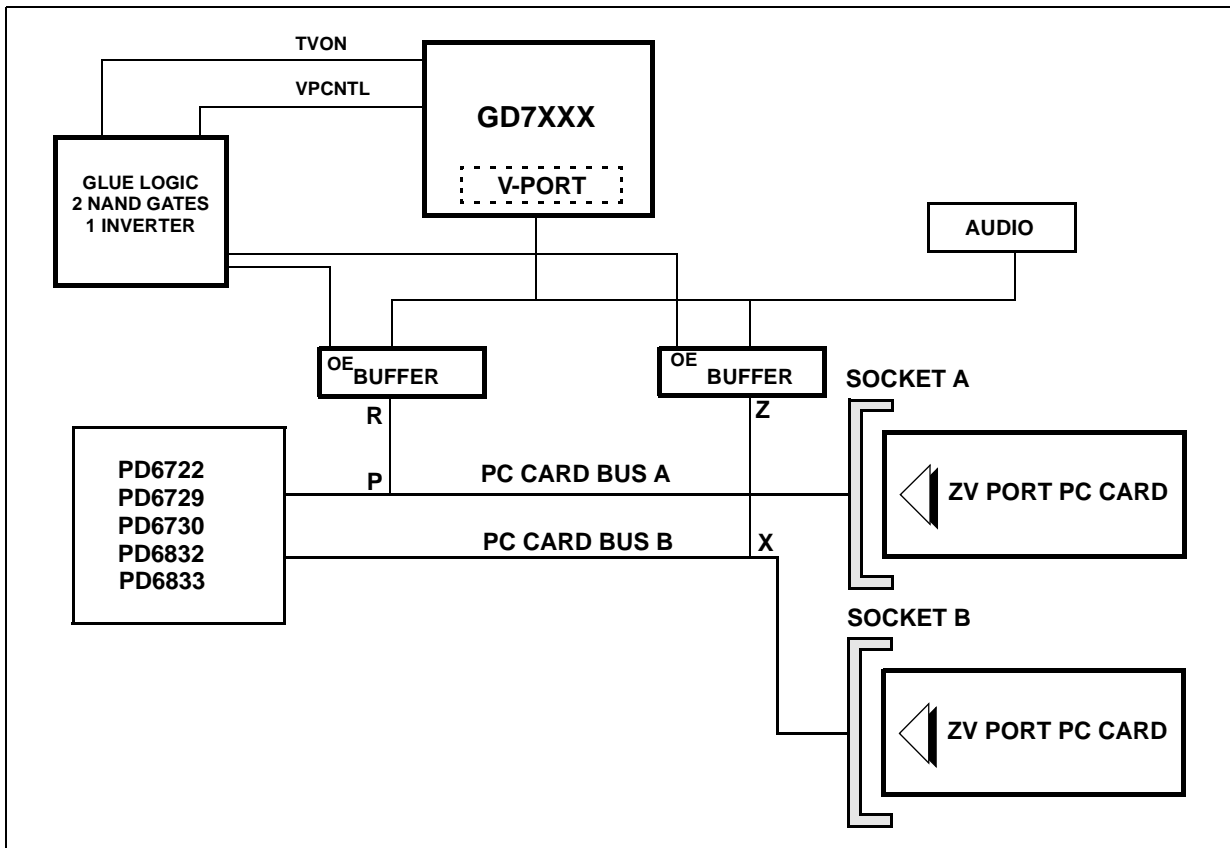 TVON
VPCNTL
GD7XXX
V-PORT
GLUE LOGIC
2 NAND GATES
1 INVERTER
AUDIO
OE
BUFFER
OE
BUFFER
SOCKET A
R
Z
PD6722
PD6729
PD6730
PD6832
PD6833
P
PC CARD BUS A
ZV PORT PC CARD
PC CARD BUS B
X
SOCKET B
ZV PORT PC CARD